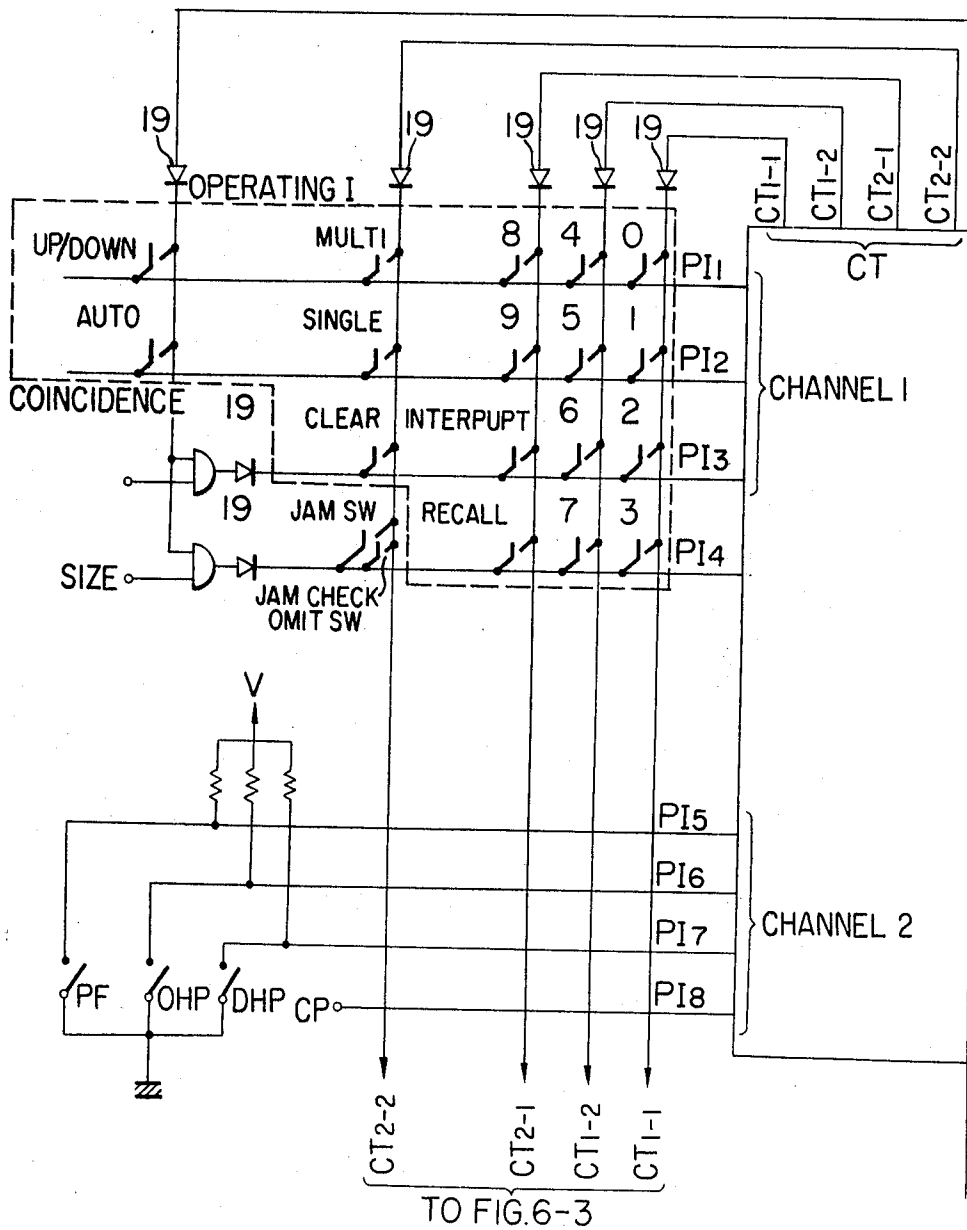 19 19 19 19 19
CT1-1 CT1-2 CT2-1 CT2-2
CT
OPERATING I
UP/DOWN MULTI 8 4 0 PI1
AUTO SINGLE 9 5 1 PI2
CHANNEL 1
COINCIDENCE 19 CLEAR INTERPUPT 6 2 PI3
19 JAM SW RECALL 7 3 PI4
SIZE
JAM CHECK
OMIT SW
V
PI5
PI6
CHANNEL 2
PI7
PF OHP DHP CP PI8
CT2-2 CT2-1 CT1-2 CT1-1
TO FIG.6-3